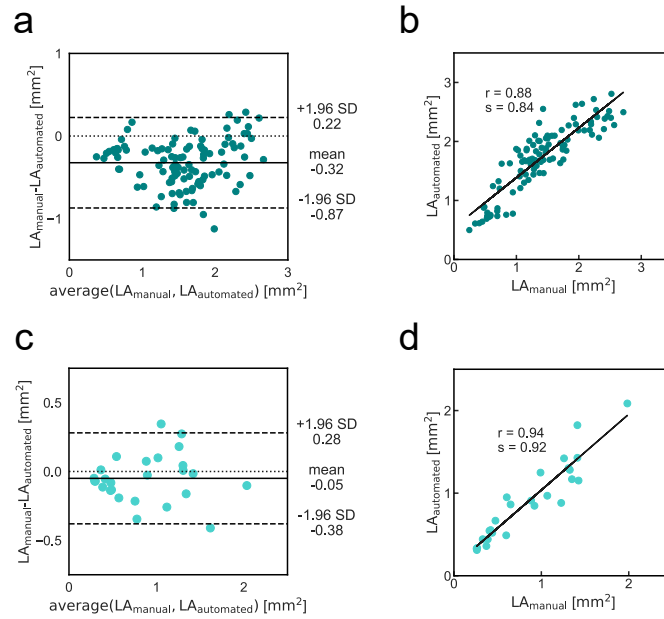 a
1
0
−1
0
1
2
3
LAmanual-LAautomated [mm²]
average(LAmanual, LAautomated) [mm²]
+1.96 SD
0.22
mean
-0.32
-1.96 SD
-0.87
b
r = 0.88
s = 0.84
3
2
1
0
0
1
2
3
LAautomated [mm²]
LAmanual [mm²]
c
0.5
0.0
−0.5
0
1
2
LAmanual-LAautomated [mm²]
average(LAmanual, LAautomated) [mm²]
+1.96 SD
0.28
mean
-0.05
-1.96 SD
-0.38
d
r = 0.94
s = 0.92
2
1
0
0
1
2
LAautomated [mm²]
LAmanual [mm²]